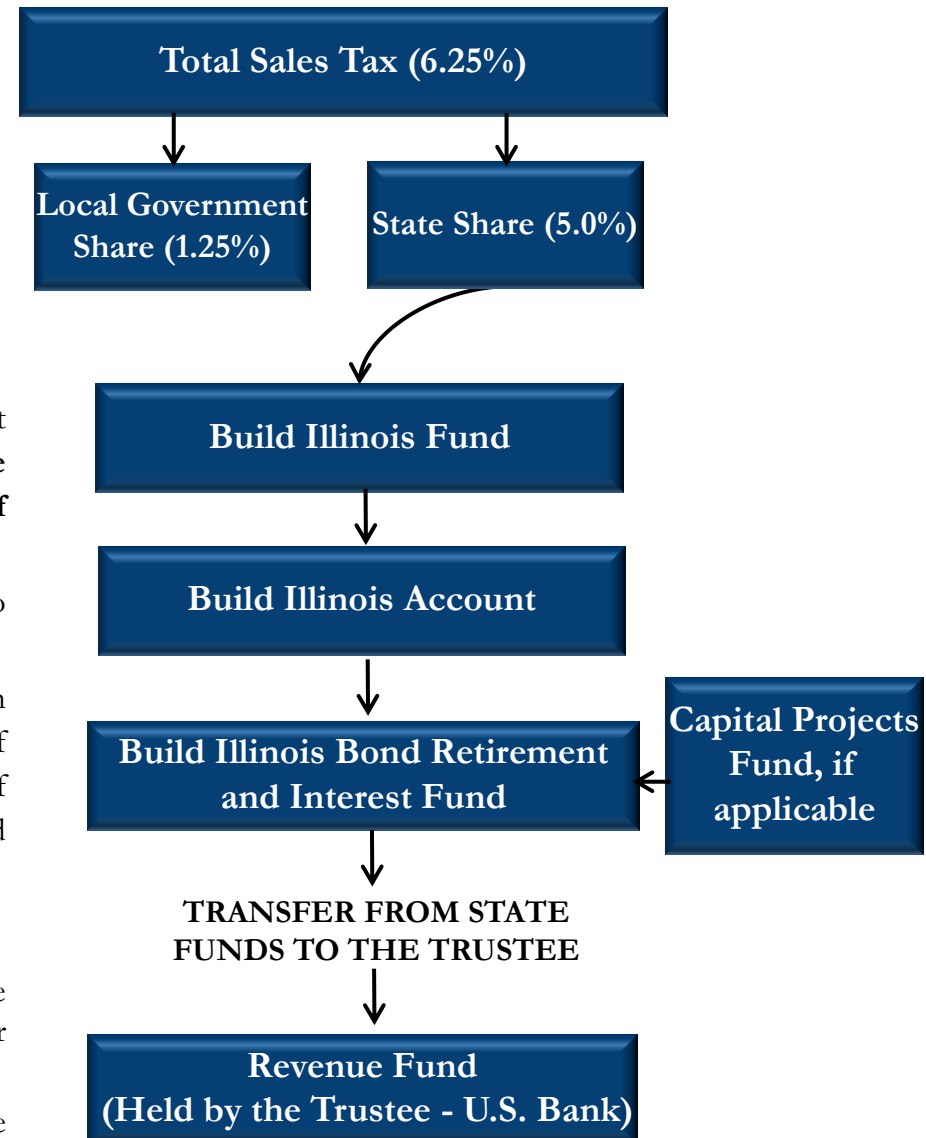 Total Sales Tax (6.25%)
Local Government
Share (1.25%)
State Share (5.0%)
Build Illinois Fund
Build Illinois Account
Build Illinois Bond Retirement
and Interest Fund
Capital Projects
Fund, if
applicable
TRANSFER FROM STATE
FUNDS TO THE TRUSTEE
Revenue Fund
(Held by the Trustee - U.S. Bank)